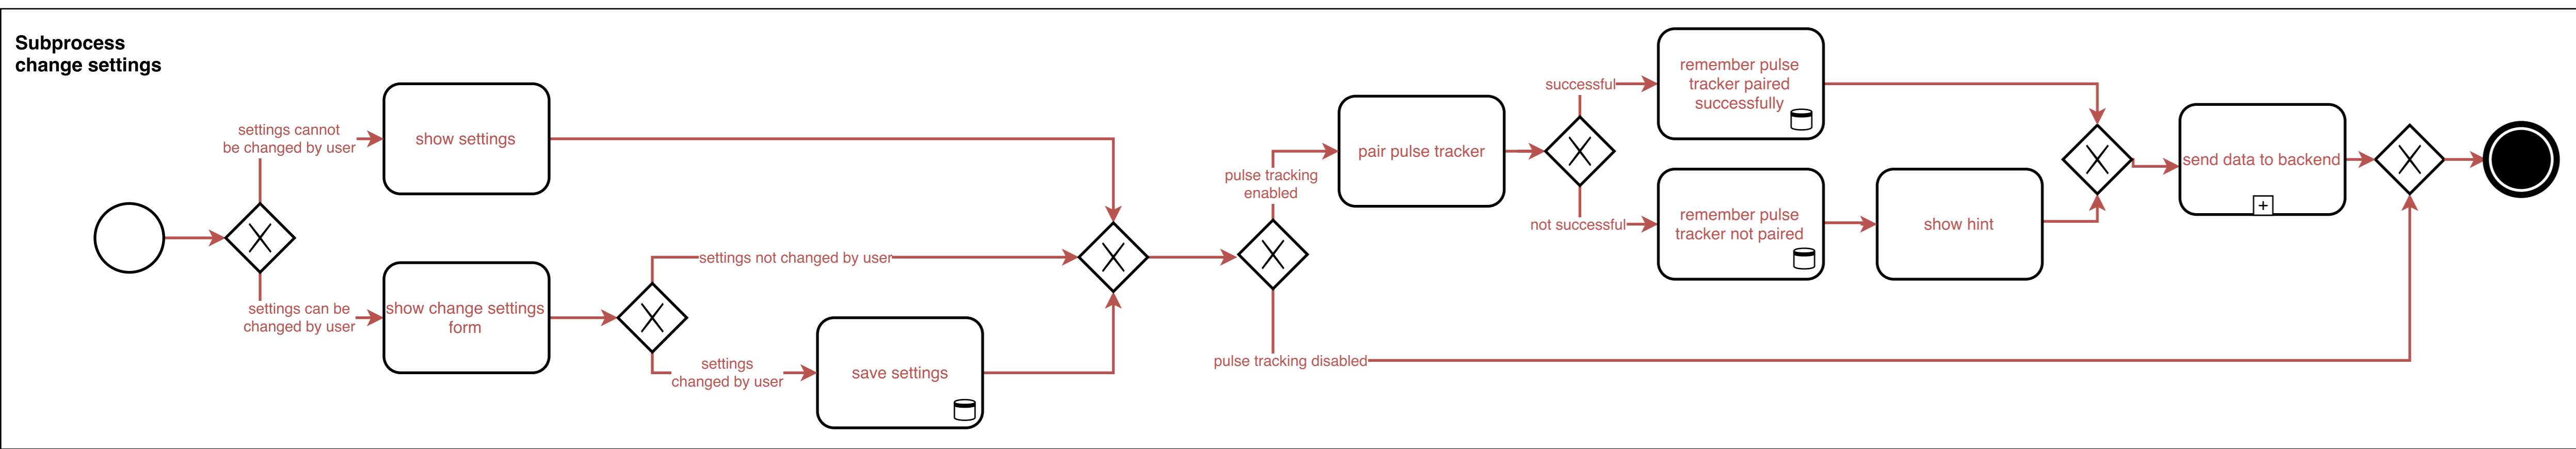 Subprocess
change settings
settings cannot
be changed by user
show settings
settings can be
changed by user
show change settings
form
settings not changed by user
settings
changed by user
save settings
pulse tracking
enabled
pulse tracking disabled
pair pulse tracker
successful
not successful
remember pulse
tracker paired
successfully
remember pulse
tracker not paired
show hint
send data to backend